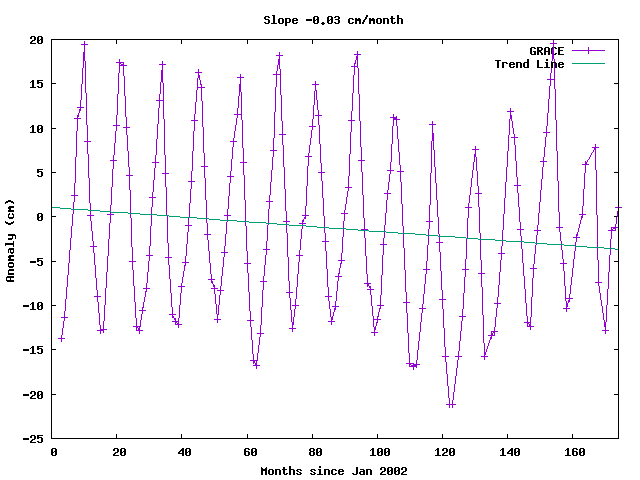 Slope -0.03 cm/month
GRACE
Trend Line
Anomaly (cm)
20
15
10
5
0
-5
-10
-15
-20
-25
0 20 40 60 80 100 120 140 160
Months since Jan 2002